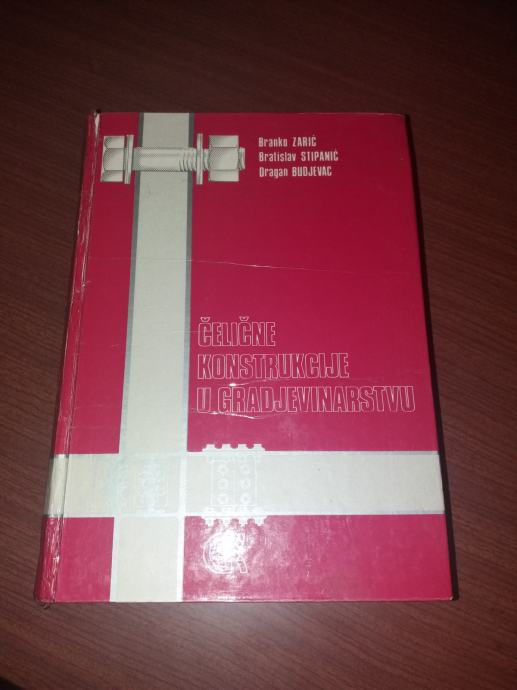 Branko ZARIĆ
Bratislav STIPANIĆ
Dragan BUDJEVAC
ČELIČNE
KONSTRUKCIJE
U GRADJEVINARSTVU